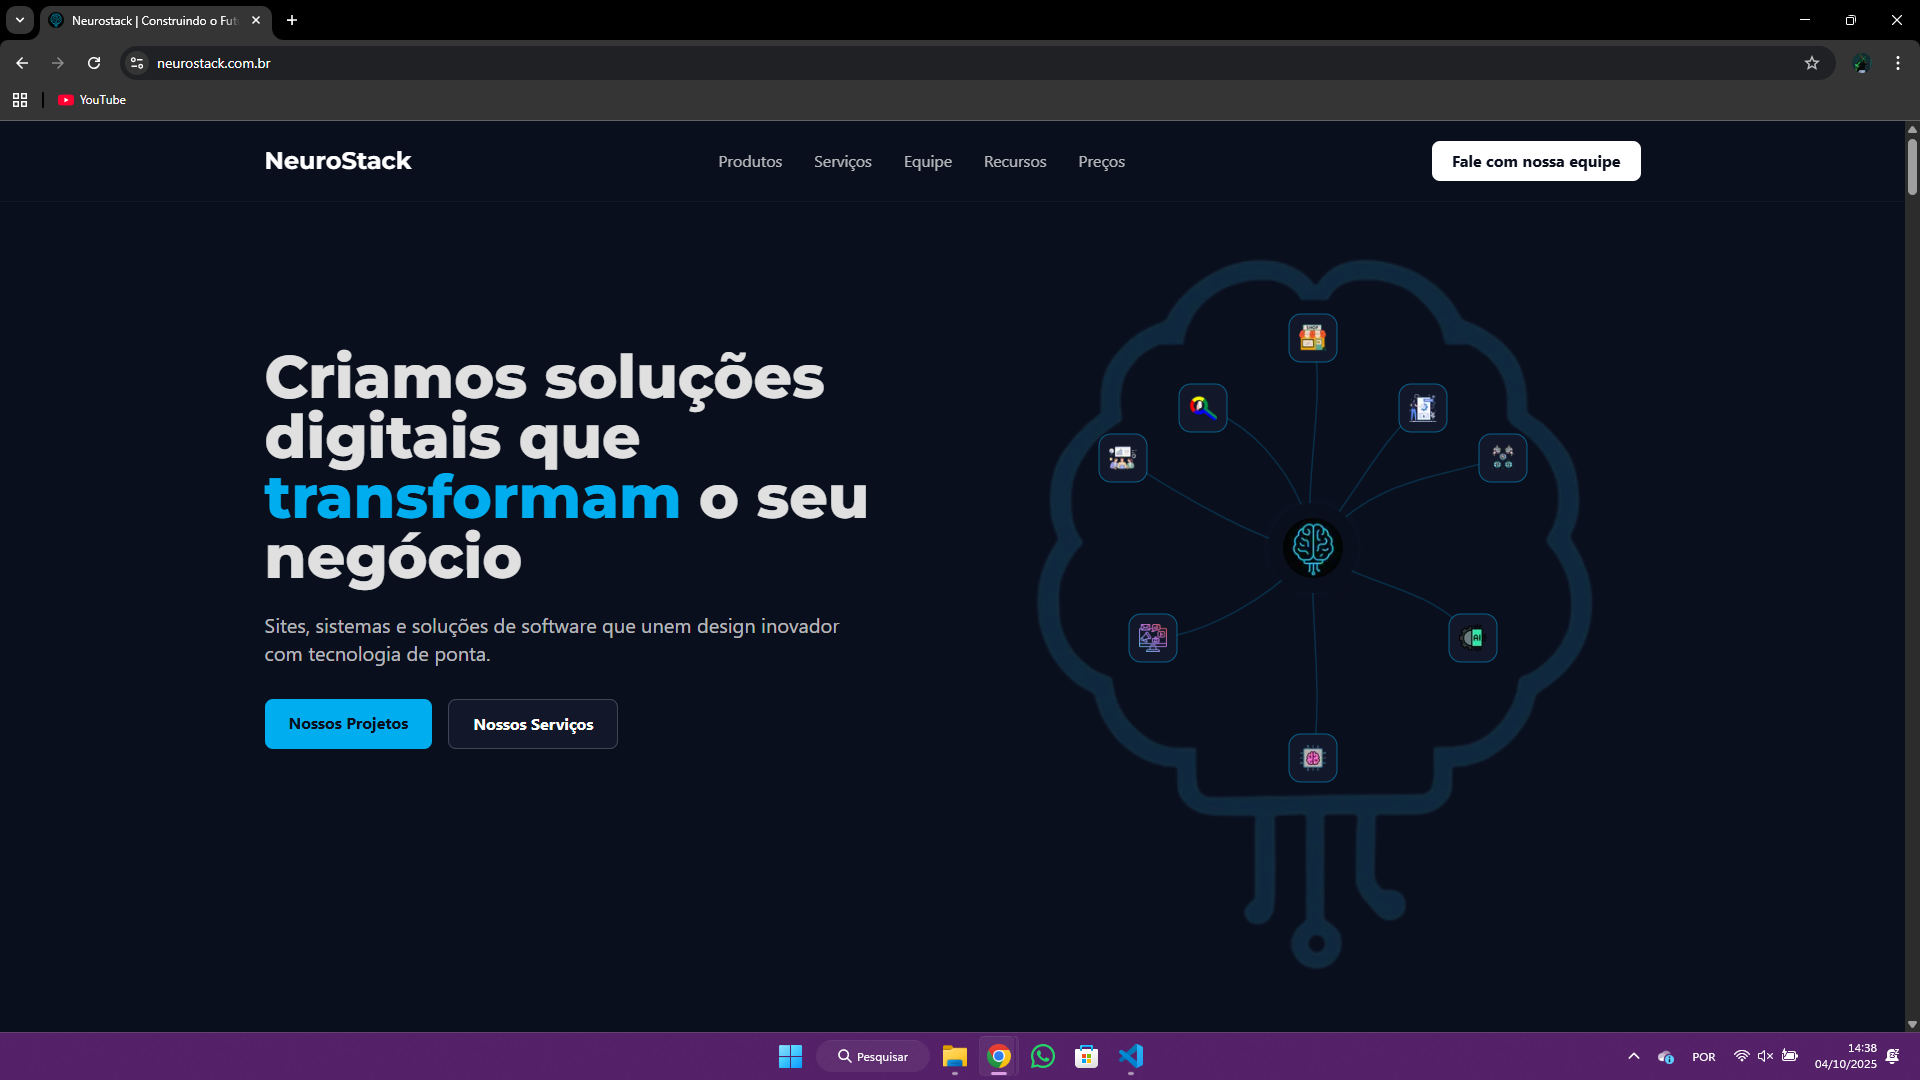 Neurostack | Construindo o Fut
neurostack.com.br
YouTube
NeuroStack
Produtos
Serviços
Equipe
Recursos
Preços
Fale com nossa equipe
Criamos soluções
digitais que
transformam o seu
negócio
Sites, sistemas e soluções de software que unem design inovador
com tecnologia de ponta.
Nossos Projetos
Nossos Serviços
SHOP
AI
Pesquisar
POR
14:38
04/10/2025